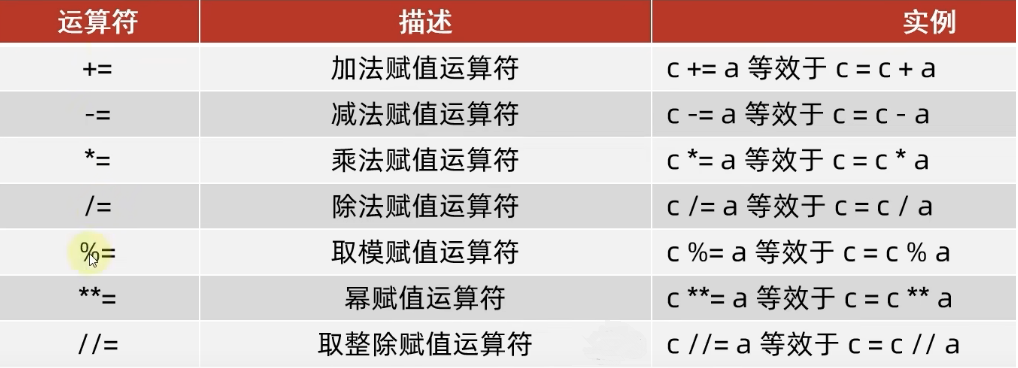 运算符 描述 实例
+= 加法赋值运算符 c += a 等效于 c = c + a
-= 减法赋值运算符 c -= a 等效于 c = c - a
*= 乘法赋值运算符 c *= a 等效于 c = c * a
/= 除法赋值运算符 c /= a 等效于 c = c / a
%= 取模赋值运算符 c %= a 等效于 c = c % a
**= 幂赋值运算符 c **= a 等效于 c = c ** a
//= 取整除赋值运算符 c //= a 等效于 c = c // a